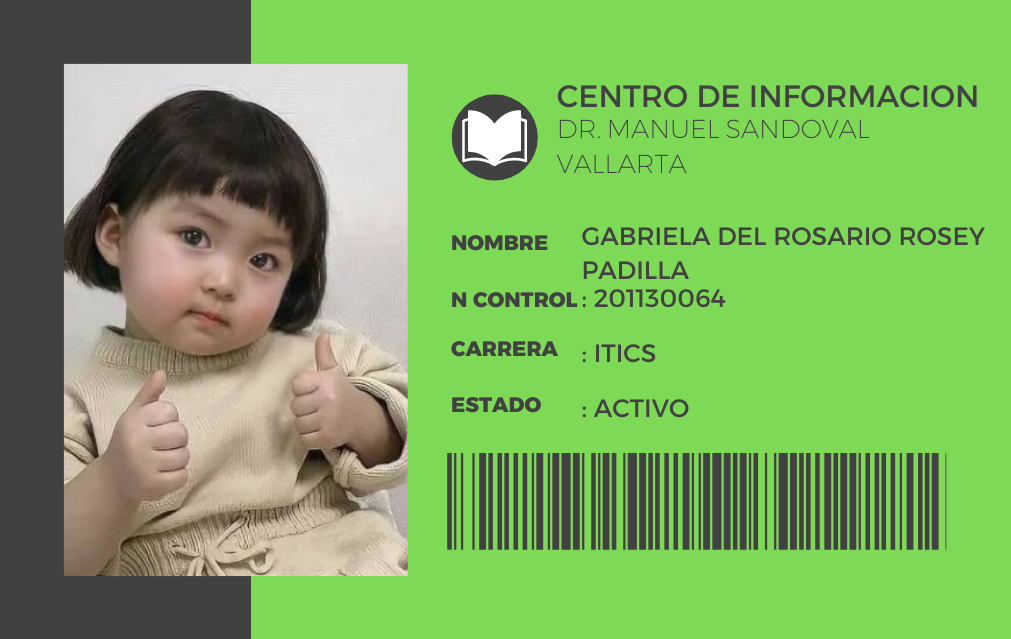 CENTRO DE INFORMACION
DR. MANUEL SANDOVAL
VALLARTA
NOMBRE GABRIELA DEL ROSARIO ROSEY
PADILLA
N CONTROL : 201130064
CARRERA : ITICS
ESTADO : ACTIVO